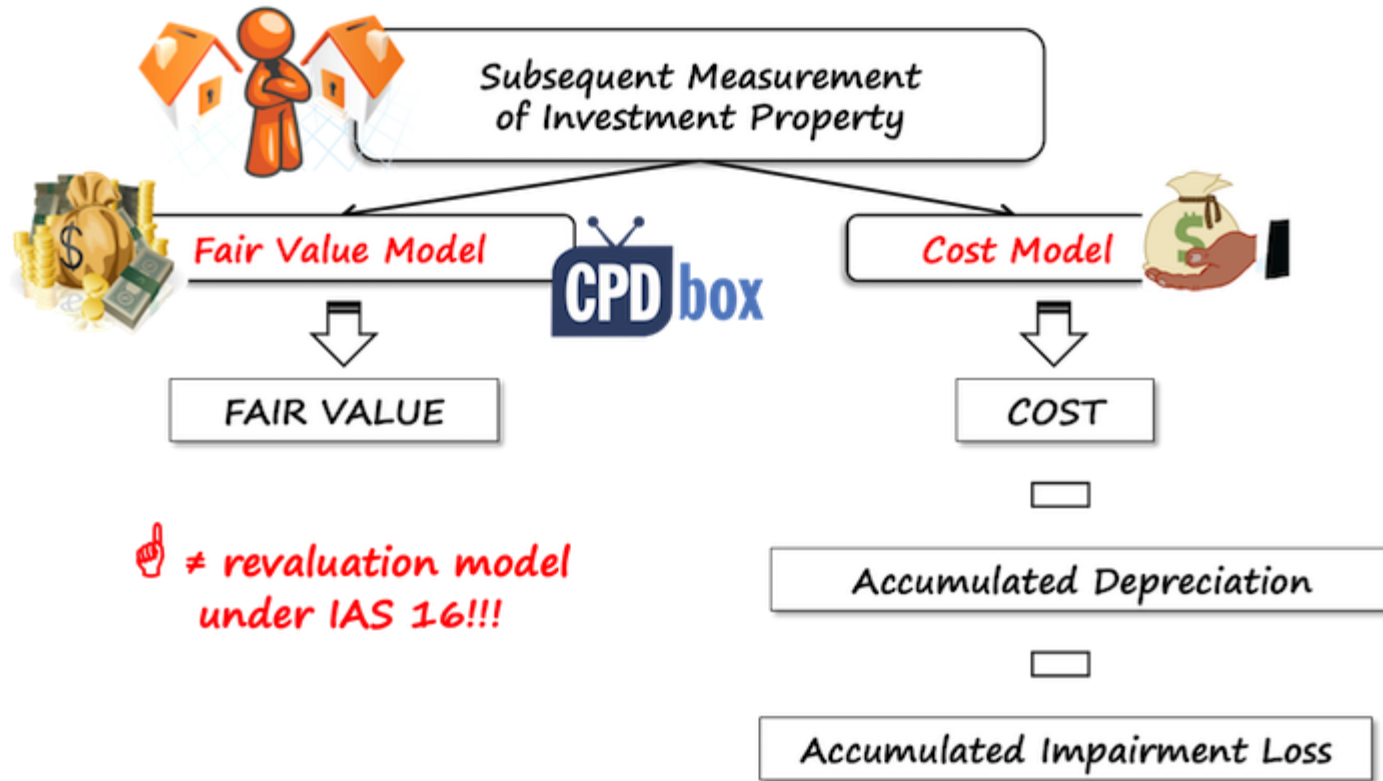 Subsequent Measurement
of Investment Property
$
Fair Value Model
CPD box
Cost Model
$
FAIR VALUE
COST
≠ revaluation model
under IAS 16!!!
Accumulated Depreciation
Accumulated Impairment Loss